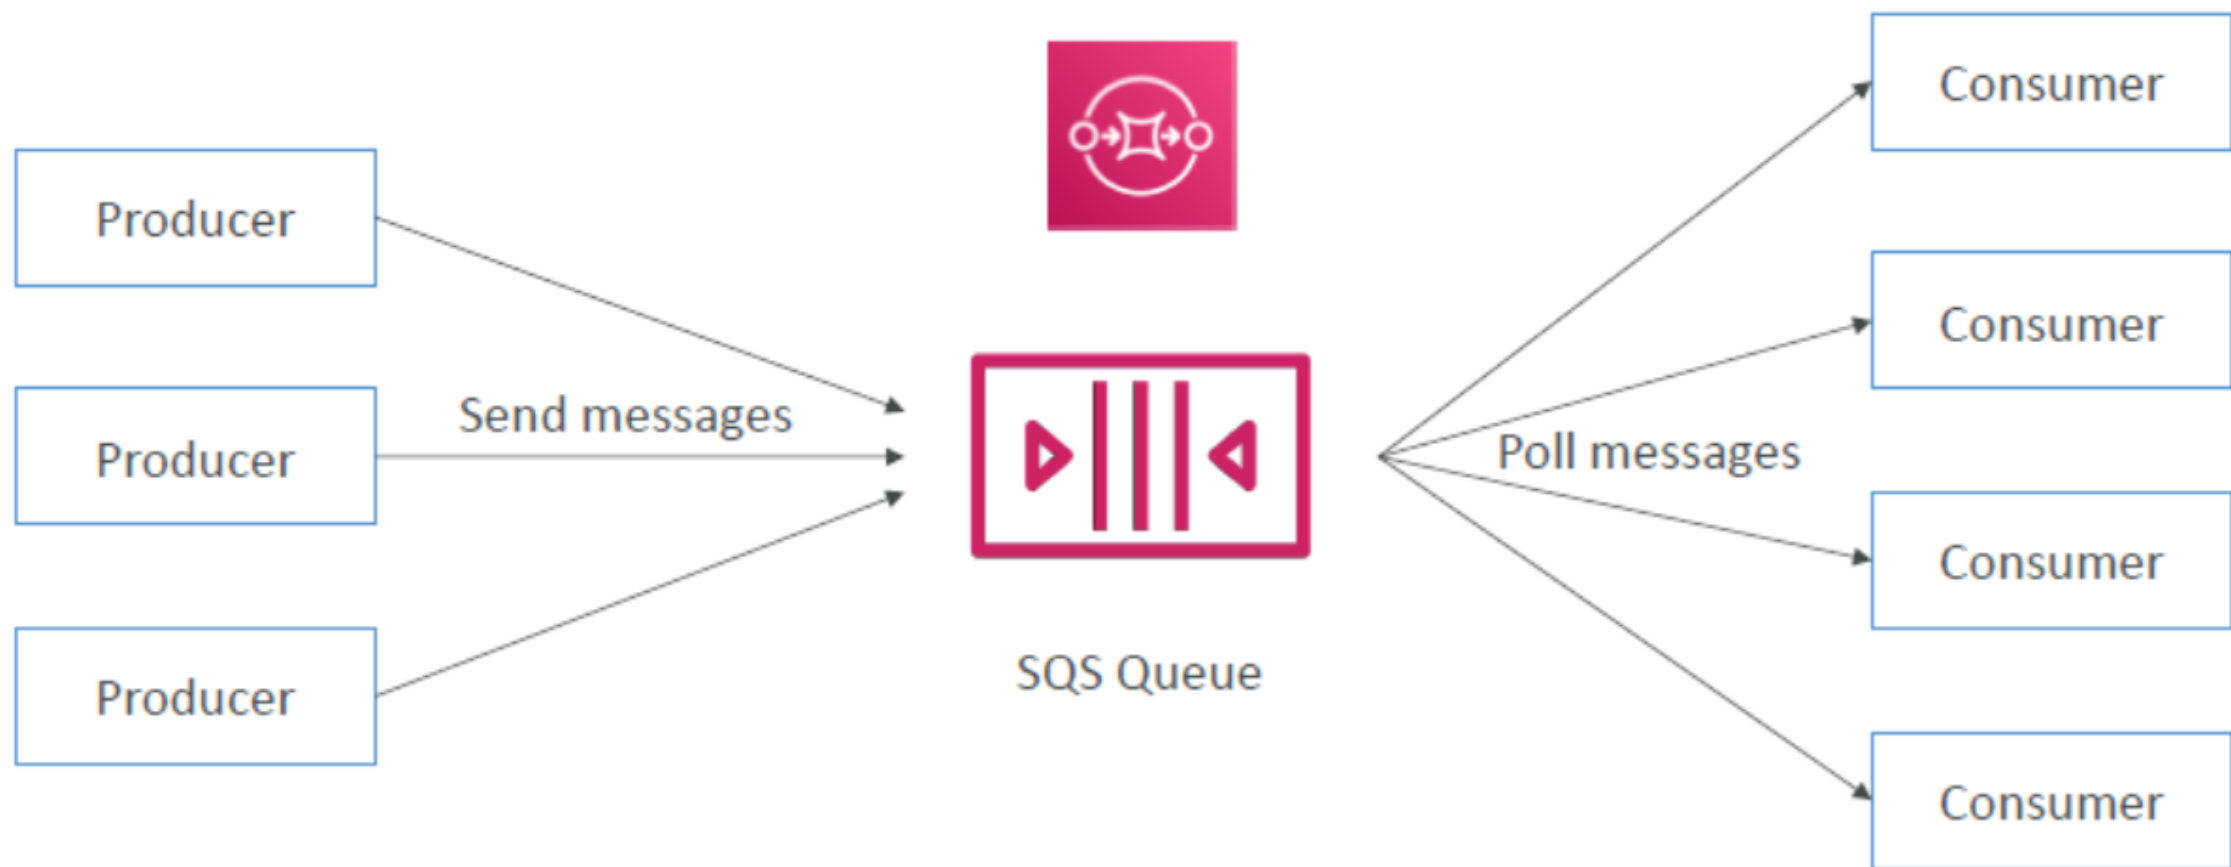 Producer
Producer
Producer
Send messages
SQS Queue
Poll messages
Consumer
Consumer
Consumer
Consumer